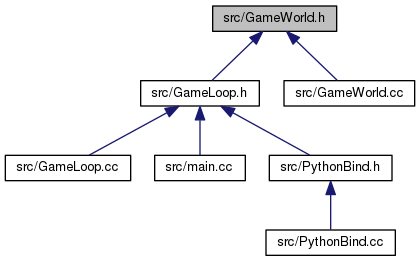 src/GameWorld.h
src/GameLoop.h
src/GameWorld.cc
src/GameLoop.cc
src/main.cc
src/PythonBind.h
src/PythonBind.cc